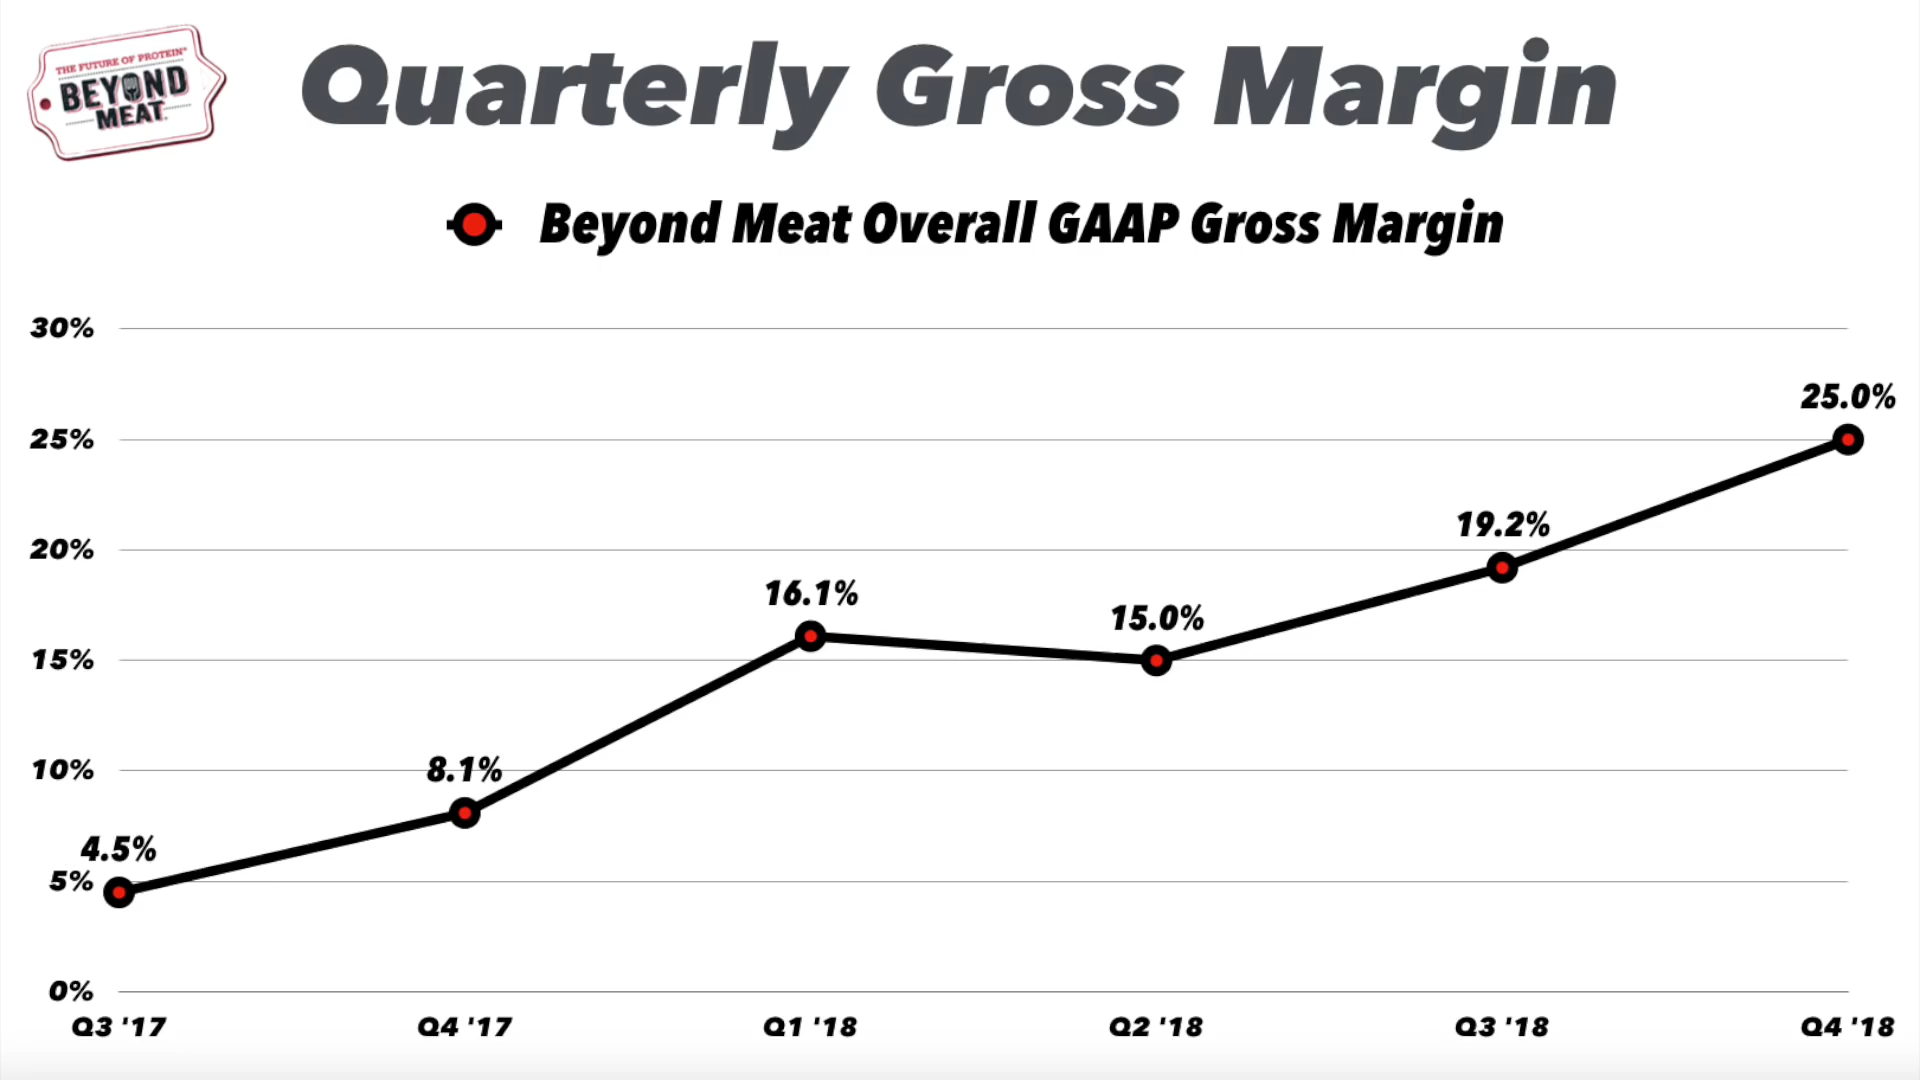 THE FUTURE OF PROTEIN®
BEYOND
MEAT
Quarterly Gross Margin
Beyond Meat Overall GAAP Gross Margin
30%
25%
20%
15%
10%
5%
0%
4.5%
8.1%
16.1%
15.0%
19.2%
25.0%
Q3 '17
Q4 '17
Q1 '18
Q2 '18
Q3 '18
Q4 '18